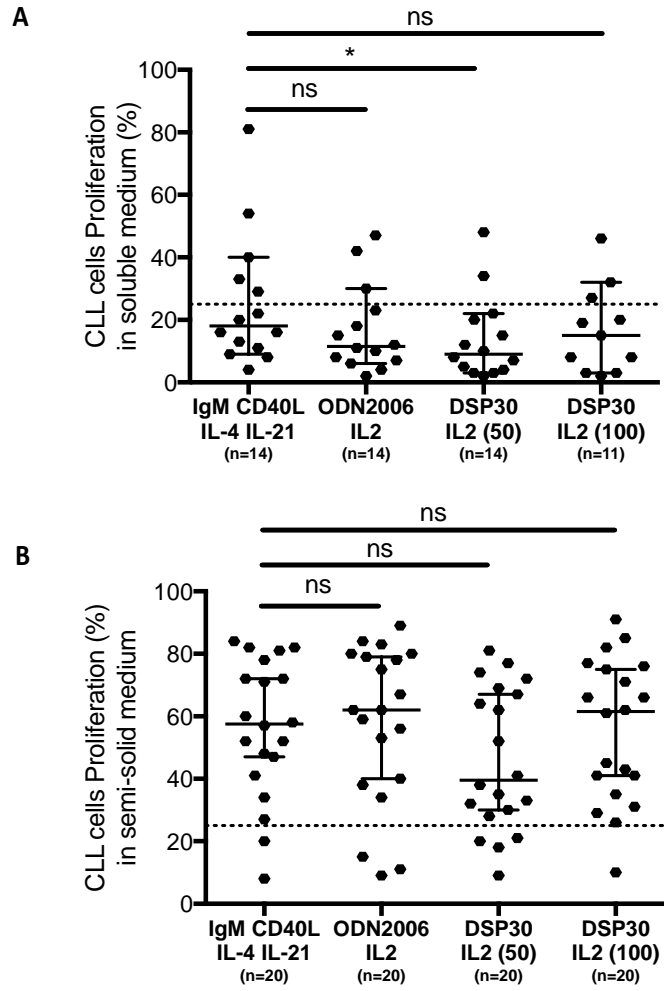 A
ns
*
ns
CLL cells Proliferation
in soluble medium (%)
100
80
60
40
20
0
IgM CD40L ODN2006 DSP30 DSP30
IL-4 IL-21 IL2 IL2 (50) IL2 (100)
(n=14) (n=14) (n=14) (n=11)
B
ns
ns
ns
CLL cells Proliferation (%)
in semi-solid medium
100
80
60
40
20
0
IgM CD40L ODN2006 DSP30 DSP30
IL-4 IL-21 IL2 IL2 (50) IL2 (100)
(n=20) (n=20) (n=20) (n=20)